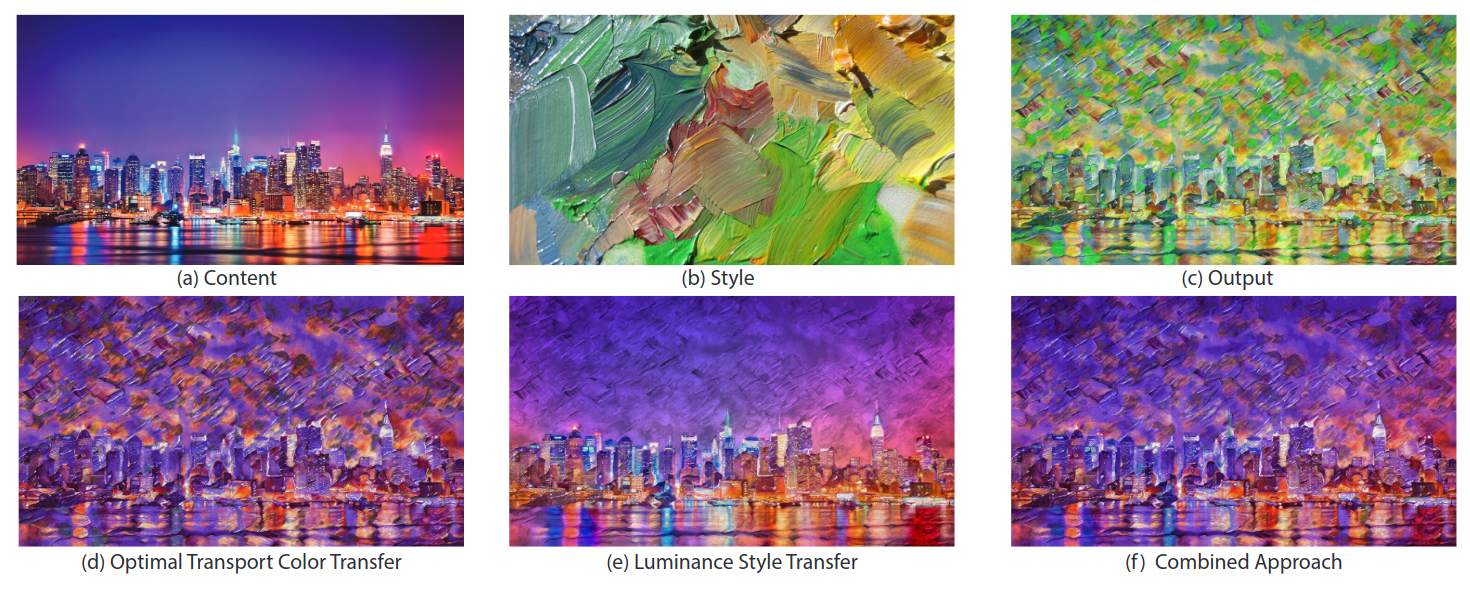 (a) Content
(b) Style
(c) Output
(d) Optimal Transport Color Transfer
(e) Luminance Style Transfer
(f) Combined Approach